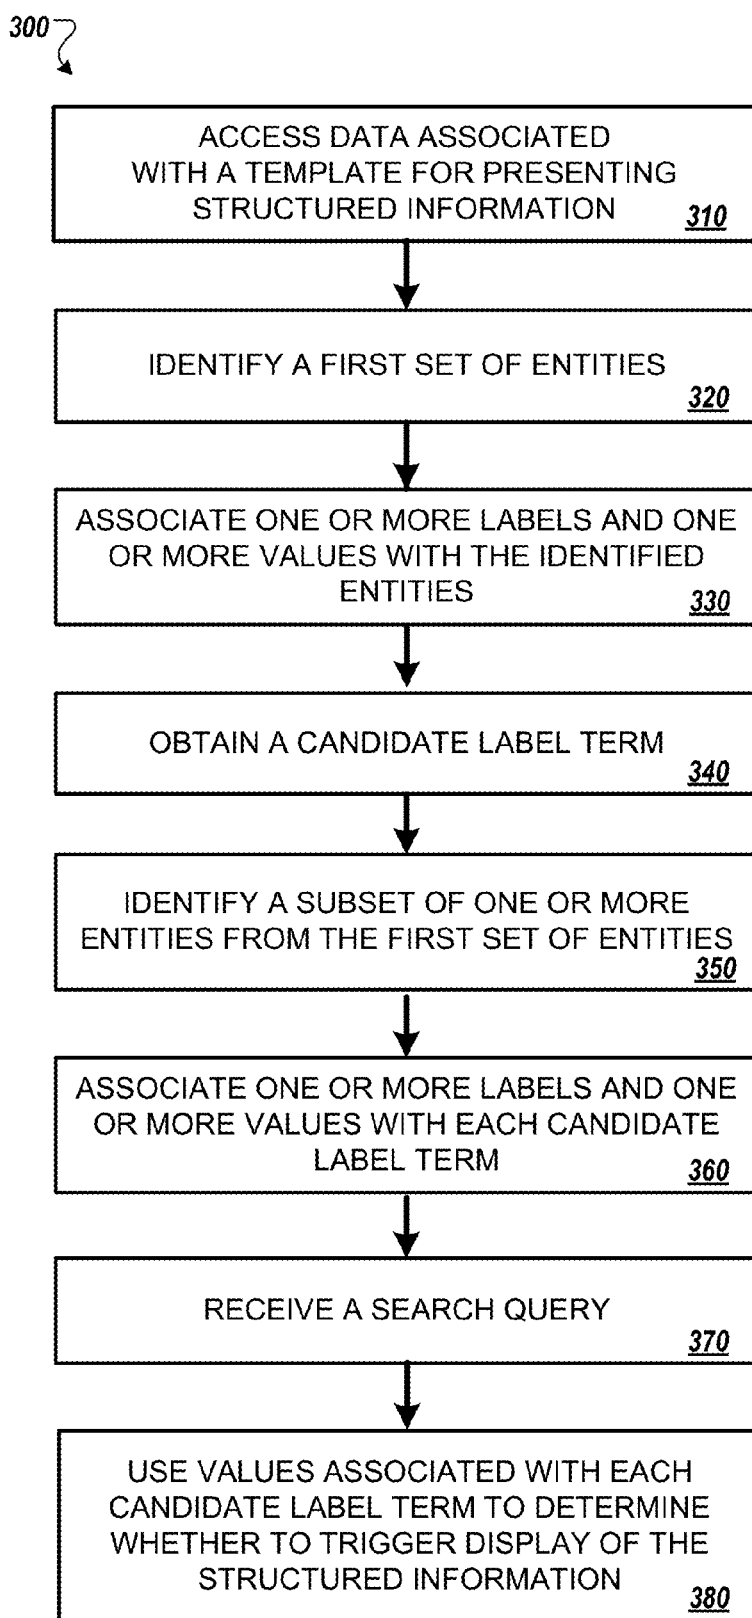 300
ACCESS DATA ASSOCIATED
WITH A TEMPLATE FOR PRESENTING
STRUCTURED INFORMATION
310
IDENTIFY A FIRST SET OF ENTITIES
320
ASSOCIATE ONE OR MORE LABELS AND ONE
OR MORE VALUES WITH THE IDENTIFIED
ENTITIES
330
OBTAIN A CANDIDATE LABEL TERM
340
IDENTIFY A SUBSET OF ONE OR MORE
ENTITIES FROM THE FIRST SET OF ENTITIES
350
ASSOCIATE ONE OR MORE LABELS AND ONE
OR MORE VALUES WITH EACH CANDIDATE
LABEL TERM
360
RECEIVE A SEARCH QUERY
370
USE VALUES ASSOCIATED WITH EACH
CANDIDATE LABEL TERM TO DETERMINE
WHETHER TO TRIGGER DISPLAY OF THE
STRUCTURED INFORMATION
380